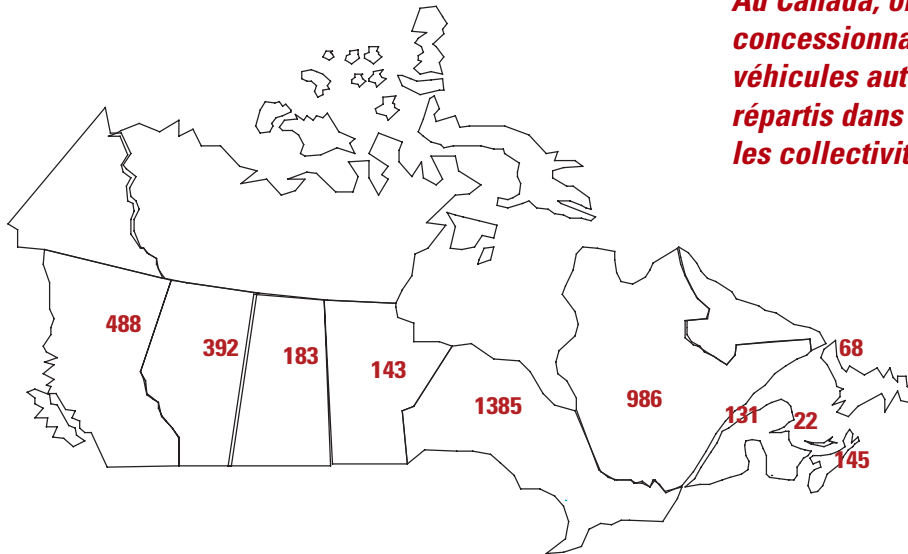 Au Canada, 
concessionna
véhicules aut
répartis dans
les collectivit
488
392
183
143
1385
986
131
22
145
68